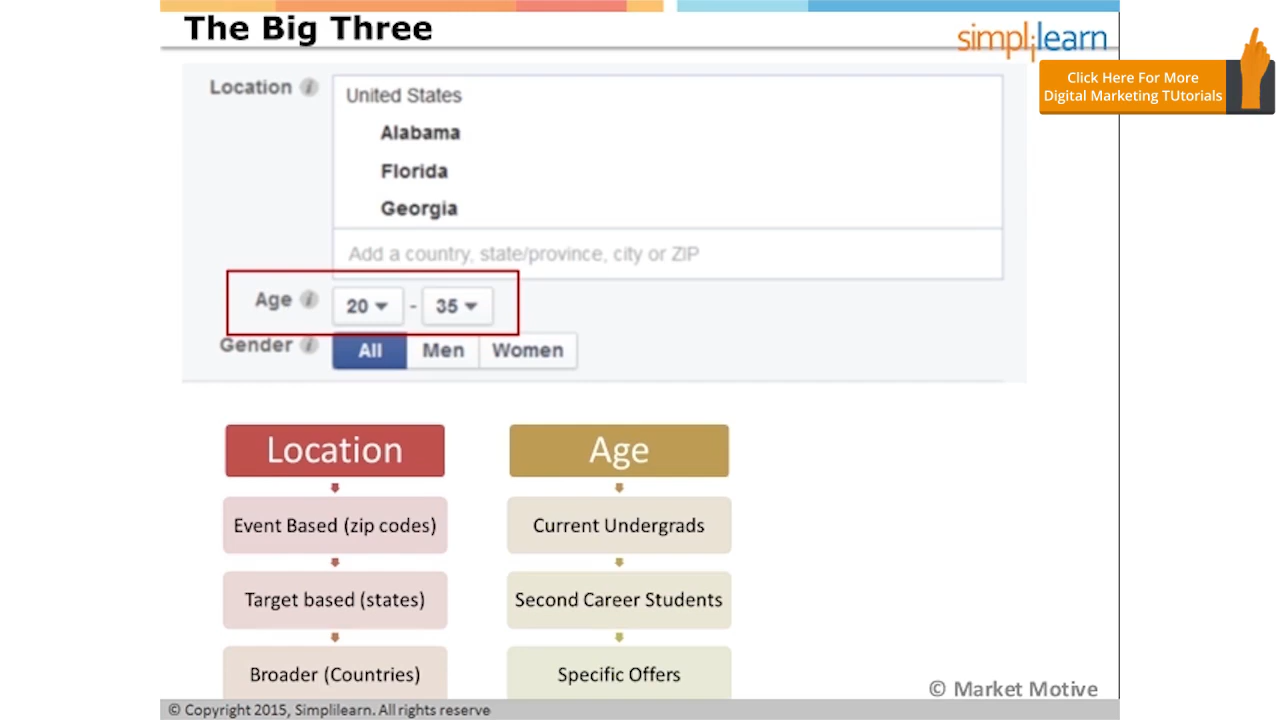 The Big Three
simplilearn
Click Here For More
Digital Marketing TUtorials
Location i
United States
Alabama
Florida
Georgia
Add a country, state/province, city or ZIP
Age i 20 - 35
Gender i All Men Women
Location Age
Event Based (zip codes) Current Undergrads
Target based (states) Second Career Students
Broader (Countries) Specific Offers
© Market Motive
© Copyright 2015, Simplilearn. All rights reserve